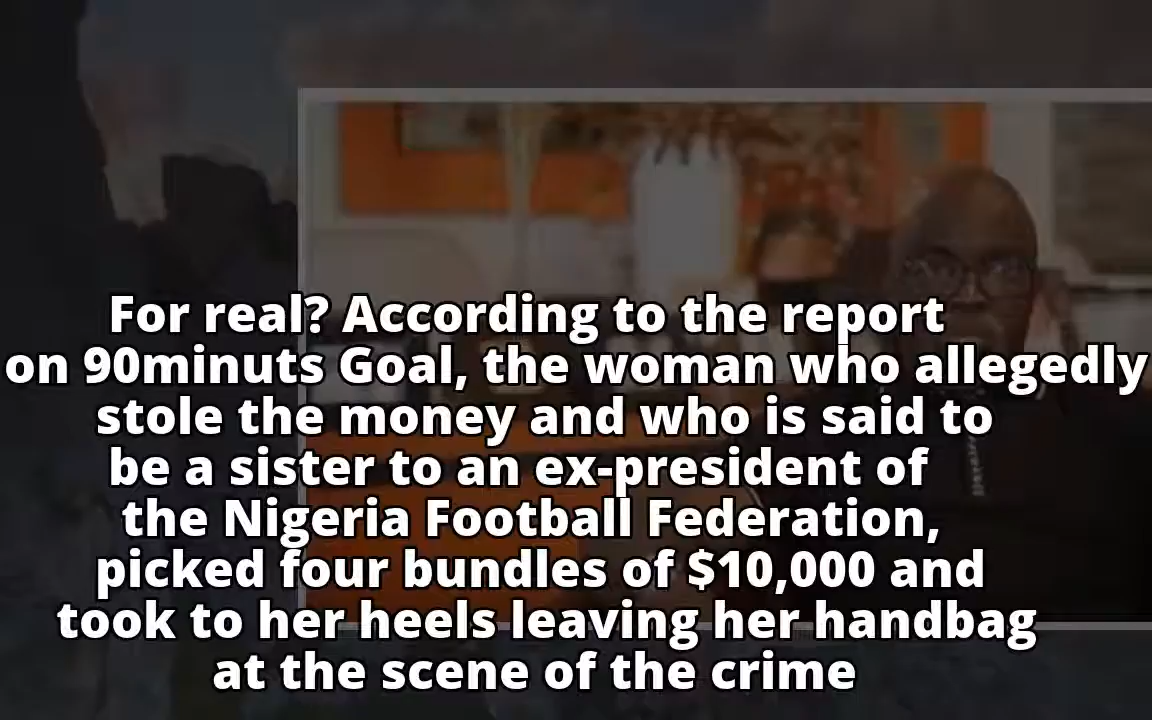 For real? According to the report
on 90minuts Goal, the woman who allegedly
stole the money and who is said to
be a sister to an ex-president of
the Nigeria Football Federation,
picked four bundles of $10,000 and
took to her heels leaving her handbag
at the scene of the crime